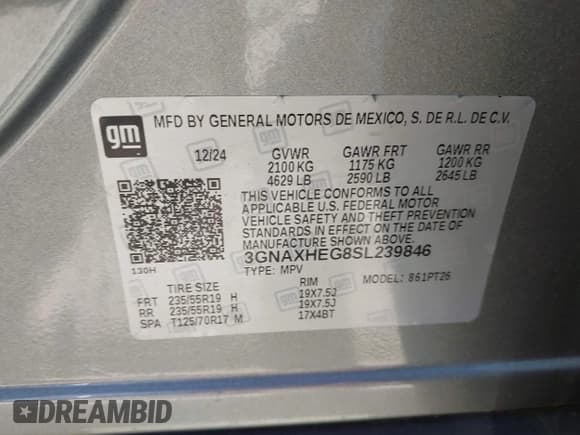 gm
MFD BY GENERAL MOTORS DE MEXICO, S. DE R.L. DE C.V.
12/24 GVWR GAWR FRT GAWR RR
2100 KG 1175 KG 1200 KG
4629 LB 2590 LB 2645 LB
THIS VEHICLE CONFORMS TO ALL
APPLICABLE U.S. FEDERAL MOTOR
VEHICLE SAFETY AND THEFT PREVENTION
STANDARDS IN EFFECT ON THE DATE OF
MANUFACTURE SHOWN ABOVE.
130H 3GNAXHEG8SL239846
TYPE: MPV MODEL: 861PT26
TIRE SIZE RIM
FRT 235/55R19 H 19X7.5J
RR 235/55R19 H 19X7.5J
SPA T125/70R17 M 17X4BT
DREAMBID